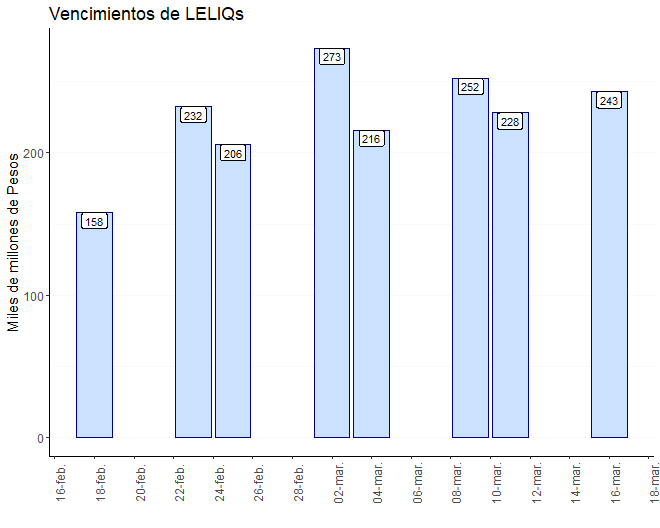 Vencimientos de LELIQs
Miles de millones de Pesos
200
100
0
158
232
206
273
216
252
228
243
16-feb.
18-feb.
20-feb.
22-feb.
24-feb.
26-feb.
28-feb.
02-mar.
04-mar.
06-mar.
08-mar.
10-mar.
12-mar.
14-mar.
16-mar.
18-mar.